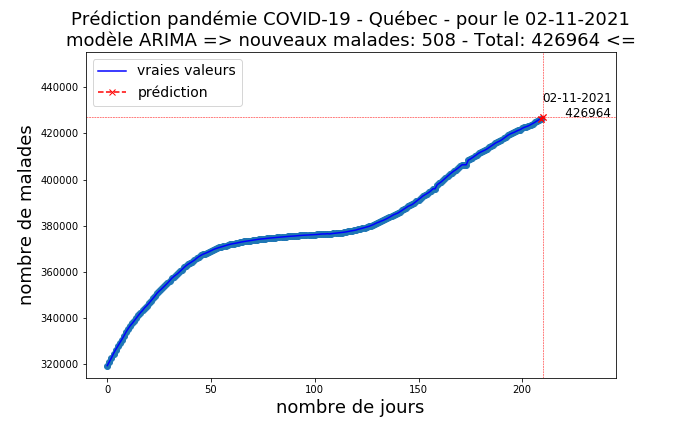 Prédiction pandémie COVID-19 - Québec - pour le 02-11-2021
modèle ARIMA => nouveaux malades: 508 - Total: 426964 <=
vraies valeurs
prédiction
02-11-2021
426964
nombre de malades
440000
420000
400000
380000
360000
340000
320000
0 50 100 150 200
nombre de jours